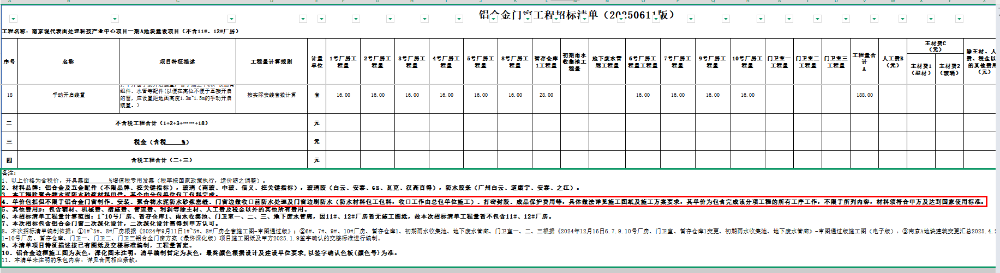 A B C D E F G H I J K L M N O P Q R S T U V W X Y Z
铝合金门窗工程招标清单（20250611版）
工程名称：南京现代表面处理科技产业中心项目一期A地块建设项目（不含11#、12#厂房）
序号 名称 项目特征描述 工程量计算规则 计量单位 1号厂房工程量 2号厂房工程量 3号厂房工程量 4号厂房工程量 5号厂房工程量 8号厂房工程量 暂存仓库1工程量 初期雨水收集池工程量 地下废水管廊工程量 6号厂房工程量工程量 7号厂房工程量 9号厂房工程量 10号厂房工程量 门卫室一工程量 门卫室二工程量 门卫室三工程量 工程量合计A 人工费B（元） 主材费C（元） 主材费1（型材） 主材费2（玻璃） 除主材、人费、税金以的其他费用（元）
18 手动开启装置 组件、水管等配件(以便在高位不便于直接开启的窗，应设置距地面高度1.3m~1.5m的手动开启装置。) 按实际安装套数计算 套 16.00 16.00 16.00 16.00 16.00 16.00 28.00 16.00 16.00 16.00 16.00 188.00
二 不含税工程合计（1+2+3+……+18） 元
三 税金（含税____%） 元
四 含税工程合计（二+三） 元
备注：
1、以上价格为含税价，开具票面______%增值税专用发票（税率按国家政策执行，造价随之调整）。
2、材料品牌：铝合金及五金配件（不限品牌、控关键指标），玻璃（南玻、中玻、信义、控关键指标），玻璃胶（白云、安泰、GE、瓦克、汉高百得），防水胶条（广州白云、道康宁、安泰、之江）。
3、本工程除聚合物水泥防水砂浆材料甲供，其余由分包单位包工包料完成。
4、单价包括但不限于铝合金门窗制作、安装、聚合物水泥防水砂浆塞缝、门窗边做收口前防水处理及门窗边刷防水（防水材料包工包料，收口工作由总包单位施工）、打密封胶、成品保护费用等，具体做法详见施工图纸及施工方案要求，其单价为包含完成该分项工程的所有工序工作，不限于所列内容，材料须符合甲方及达到国家使用标准。
5、其他费用D：包含辅材、机械费、措施费、管理费、利润等除主材、人工费及税金以外的其他所有费用。
6、本招标清单工程量计算范围：1~10号厂房、暂存仓库1、雨水收集池、门卫室一、二、三、地下废水管廊，因11#、12#厂房暂无施工图纸，故本次招标清单工程量暂不包含11#、12#厂房。
7、本次招标包含铝合金门窗二次深化设计，二次深化设计需得到甲方认可。
8、本次招标清单编制依据：①1#~5#、8#厂房根据《2024年9月11日1#~5#、8#厂房全套施工图-审图通过版》；②6#、7#、9#、10#厂房、暂存仓库1、初期雨水收集池、地下废水管廊、门卫室一、二、三根据《2024年12月16日6.7.9.10号厂房、门卫室、暂存仓库1变更、初期雨水收集池、地下废水管廊》-审图通过版施工图（电子版），③南京A地块建筑变更汇总2025.4.2
1-10号厂房、暂存仓库、门卫一、门卫二、门卫三铝合金门窗方案（最终深化版）项目施工图纸及甲方2025.1.9签字确认的交楼标准进行编制。
9、本清单项目特征描述按已有图纸及交楼标准编制，工程量暂定。
10、铝合金边框施工图为灰色，深化图未注明，清单编制暂定为灰色，最终颜色根据设计及建设单位要求,以签字确认色板(颜色号)为准。
11、本清单未注明的承包内容，详见合同相应条款。